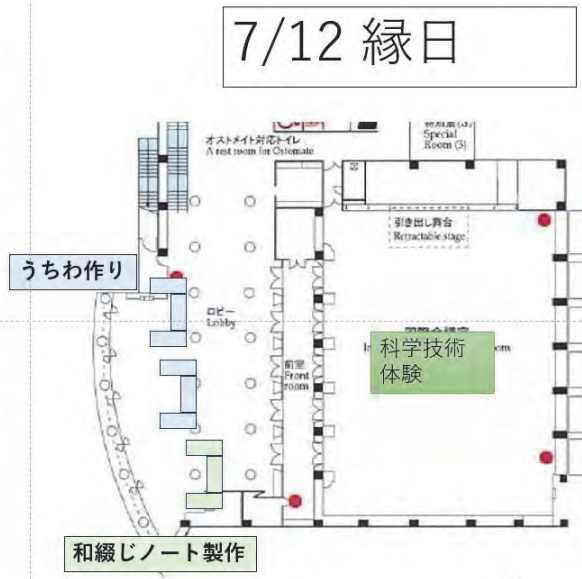 7/12 縁日
オストメイト対応トイレ
A rest room for Ostomate
Special
Room (3)
引き出し舞台
Retractable stage
うちわ作り
ロビー
Lobby
前室
Front
room
科学技術
体験
和綴じノート製作